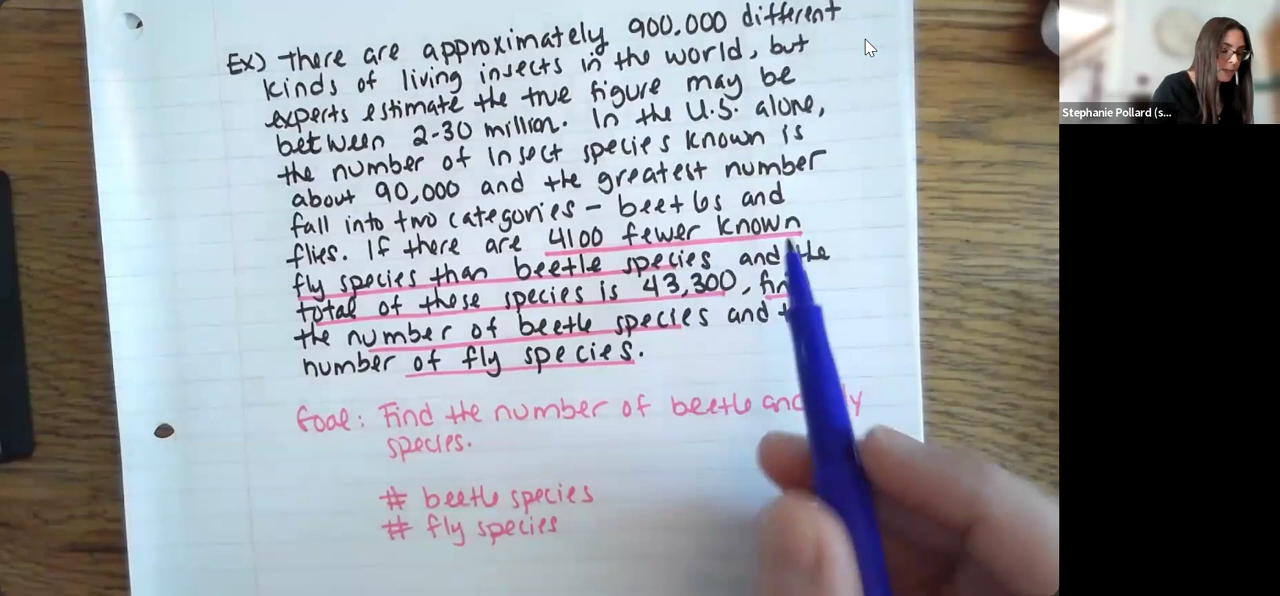 Ex) There are approximately 900.000 different
kinds of living insects in the world, but
experts estimate the true figure may be
between 2-30 million. In the U.S. alone,
the number of insect species known is
about 90,000 and the greatest number
fall into two categories - beetles and
flies. If there are 4100 fewer known
fly species than beetle species and the
total of these species is 43,300,
the number of beetle species and
number of fly species.
Goal: Find the number of beetle and
species.
# beetle species
# fly species
Stephanie Pollard (s...